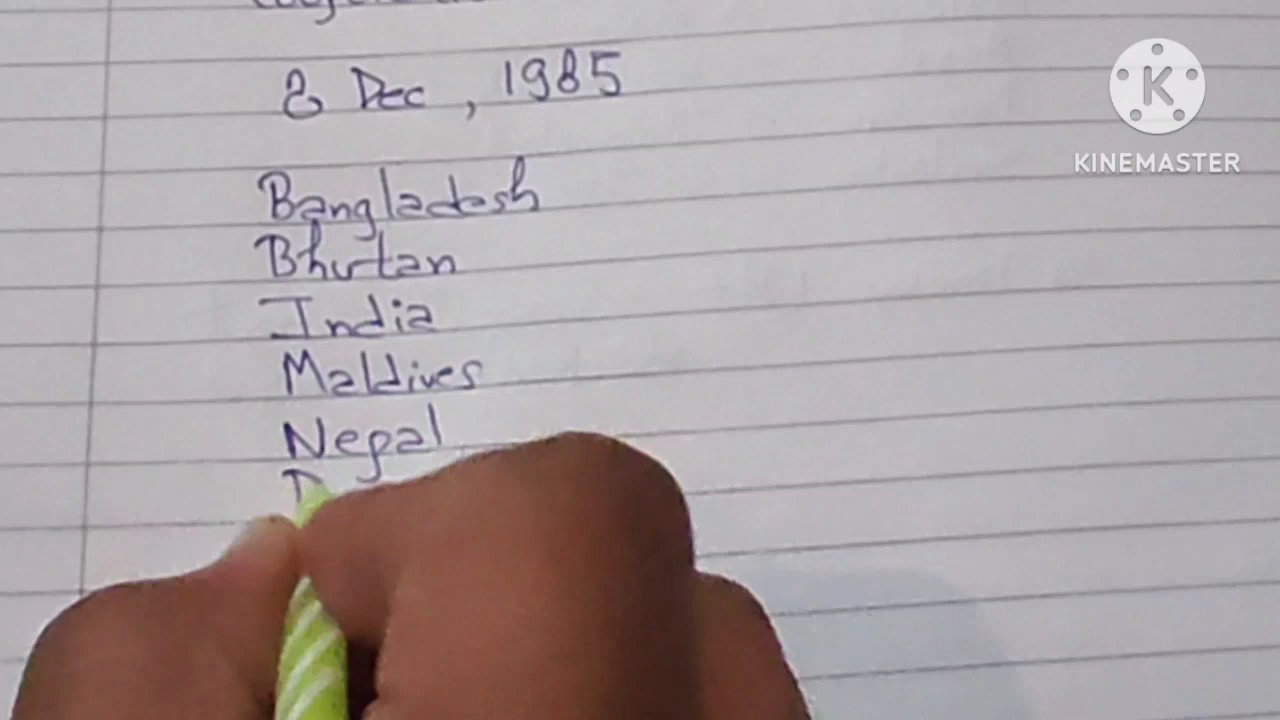 8 Dec, 1985
Bangladesh
Bhutan
India
Maldives
Nepal
K
KINEMASTER